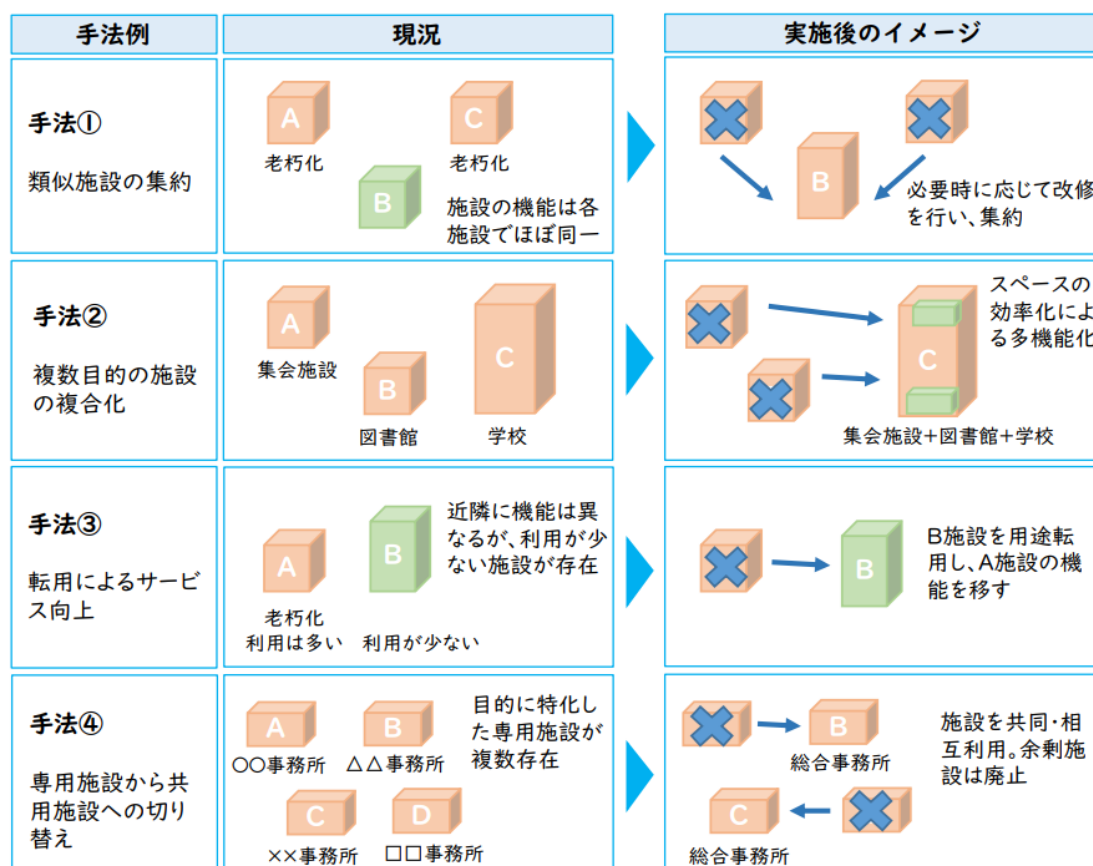 手法例
現況
実施後のイメージ
手法①
類似施設の集約
A
老朽化
C
老朽化
B
施設の機能は各
施設でほぼ同一
B
必要時に応じて改修
を行い、集約
手法②
複数目的の施設
の複合化
A
集会施設
B
図書館
C
学校
スペースの
効率化によ
る多機能化
C
集会施設+図書館+学校
手法③
転用によるサービ
ス向上
A
老朽化
利用は多い
B
利用が少ない
近隣に機能は異
なるが、利用が少
ない施設が存在
B
B施設を用途転
用し、A施設の機
能を移す
手法④
専用施設から共
用施設への切り
替え
A
〇〇事務所
B
△△事務所
目的に特化し
た専用施設が
複数存在
C
××事務所
D
□□事務所
B
総合事務所
施設を共同・相
互利用。余剰施
設は廃止
C
総合事務所